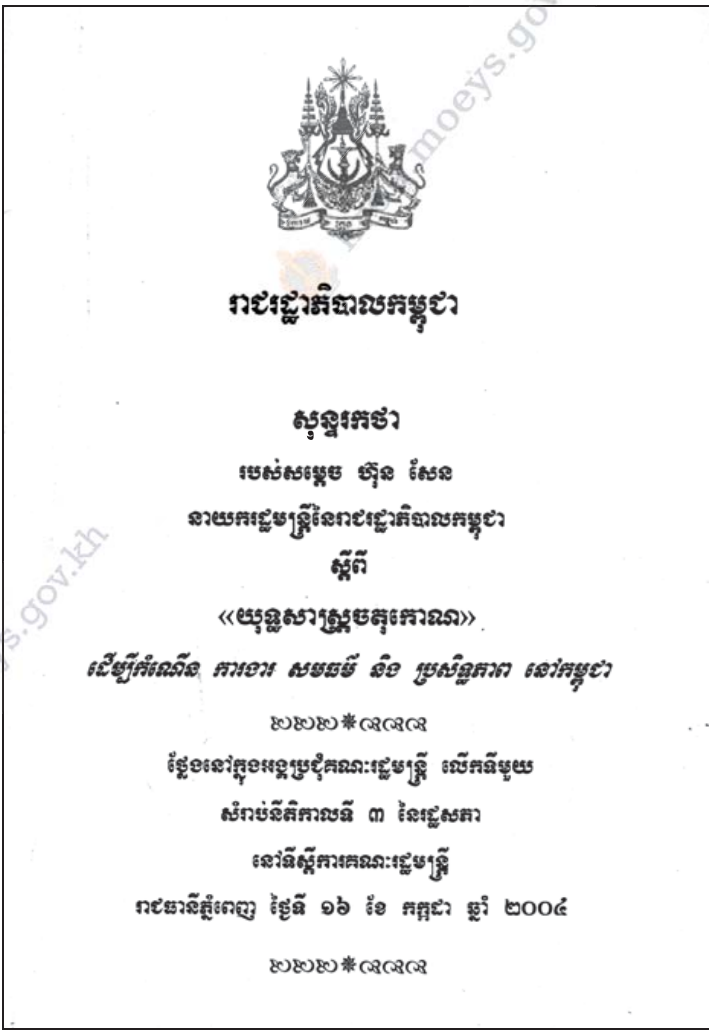 moeys.gov
រាជរដ្ឋាភិបាលកម្ពុជា
សុន្ទរកថា
របស់សម្តេច ហ៊ុន សែន
នាយករដ្ឋមន្ត្រីនៃរាជរដ្ឋាភិបាលកម្ពុជា
ស្តីពី
«យុទ្ធសាស្ត្រចតុកោណ»
s.gov.kh
ដើម្បីកំណើន ការងារ សមធម៌ និង ប្រសិទ្ធភាព នៅកម្ពុជា
ថ្លែងនៅក្នុងអង្គប្រជុំគណៈរដ្ឋមន្ត្រី លើកទីមួយ
សំរាប់នីតិកាលទី ៣ នៃរដ្ឋសភា
នៅទីស្តីការគណៈរដ្ឋមន្ត្រី
រាជធានីភ្នំពេញ ថ្ងៃទី ១៦ ខែ កក្កដា ឆ្នាំ ២០០៤